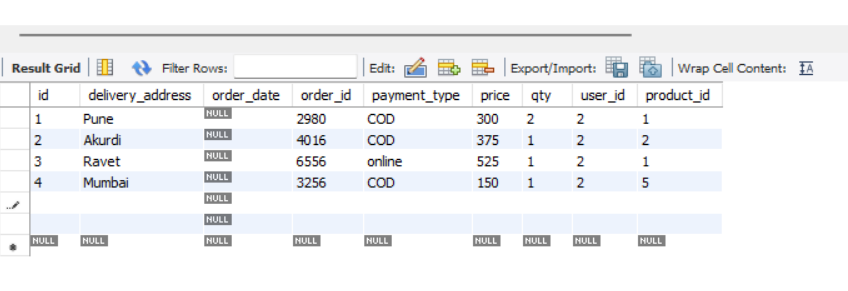 Result Grid Filter Rows: Edit: Export/Import: Wrap Cell Content: IA
id delivery_address order_date order_id payment_type price qty user_id product_id
1 Pune NULL 2980 COD 300 2 2 1
2 Akurdi NULL 4016 COD 375 1 2 2
3 Ravet NULL 6556 online 525 1 2 1
4 Mumbai NULL 3256 COD 150 1 2 5
NULL
NULL
NULL NULL NULL NULL NULL NULL NULL NULL NULL